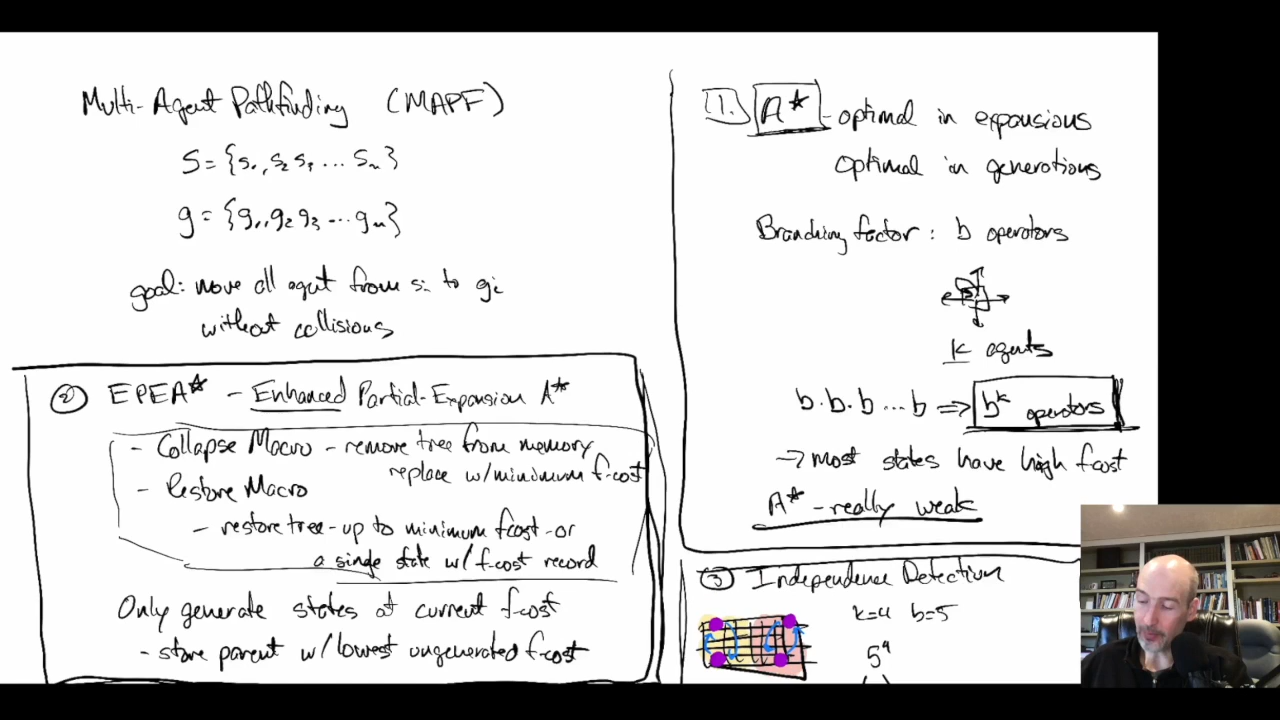 Multi-Agent Pathfinding (MAPF)
S = {s₁, s₂ s₃ ... sₙ}
g = {g₁, g₂ g₃ ... gₙ}
goal: move all agent from sᵢ to gᵢ
without collisions
② EPEA* - Enhanced Partial-Expansion A*
- Collapse Macro - remove tree from memory
replace w/minimum f-cost
- Restore Macro
- restore tree - up to minimum fcost - or
a single state w/ f-cost record
Only generate states at current f-cost
- store parent w/ lowest ungenerated f-cost
1. A* - optimal in expansions
Optimal in generations
Branching factor: b operators
k agents
b·b·b...b ⇒ bᵏ operators
→ most states have high f-cost
A* - really weak
③ Independence Detection
k=4 b=5
5⁴